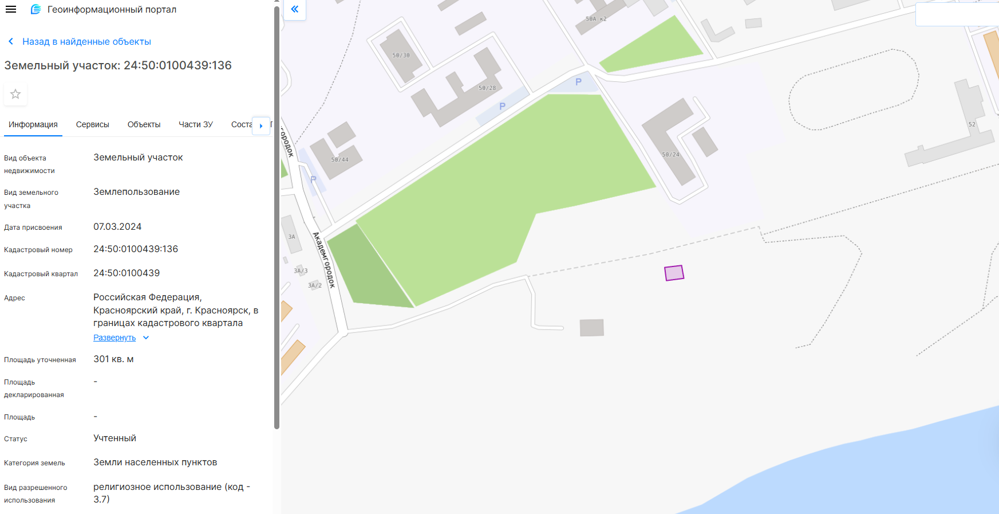 Геоинформационный портал
Назад в найденные объекты
Земельный участок: 24:50:0100439:136
Информация Сервисы Объекты Части ЗУ
Вид объекта недвижимости
Земельный участок
Вид земельного участка
Землепользование
Дата присвоения
07.03.2024
Кадастровый номер
24:50:0100439:136
Кадастровый квартал
24:50:0100439
Адрес
Российская Федерация,
Красноярский край, г. Красноярск, в
границах кадастрового квартала
Развернуть
Площадь уточненная
301 кв. м
Площадь декларированная
-
Площадь
-
Статус
Учтенный
Категория земель
Земли населенных пунктов
Вид разрешенного использования
религиозное использование (код -
3.7)
50А к2
50/30
50/28
P
P
50/44
P
50/24
52
3А
3А/3
3А/2
Академгородок